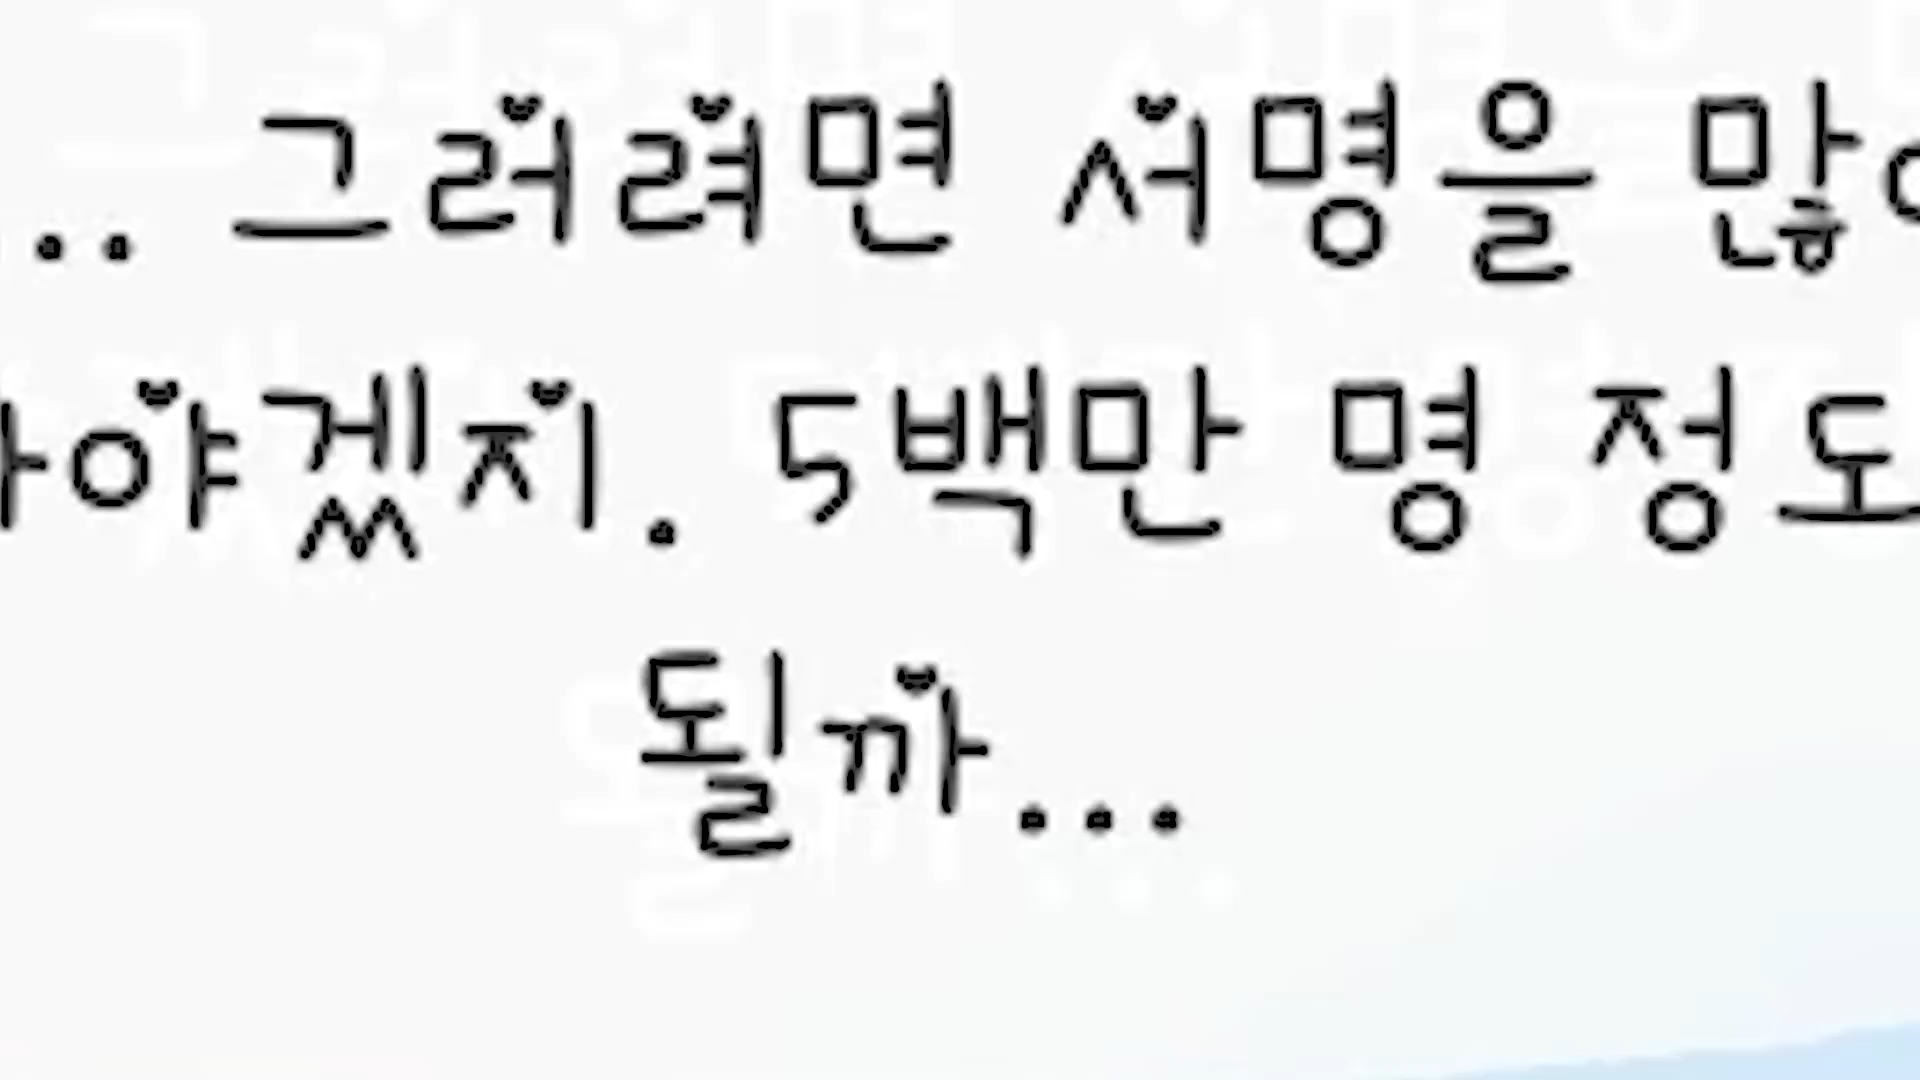 .. 그러려면 서명을 많
야겠지. 5백만 명 정도
될까...